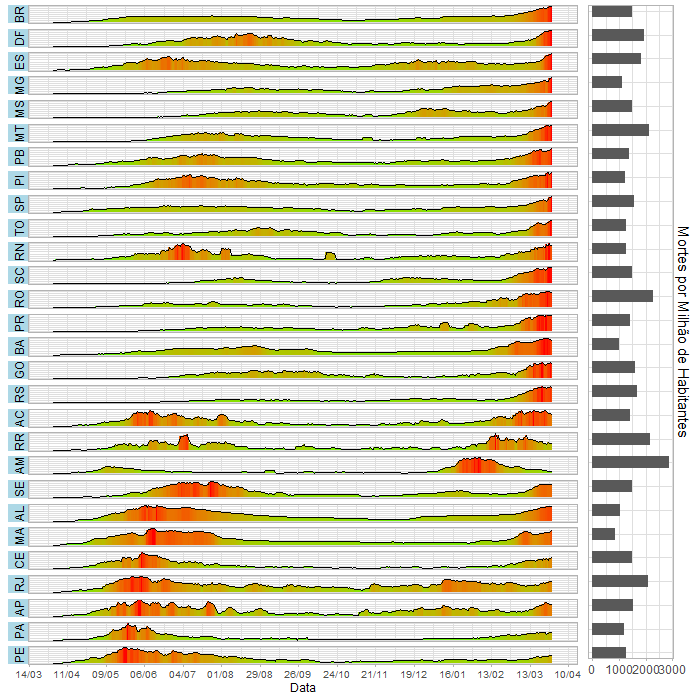 BR
DF
ES
MG
MS
MT
PB
PI
SP
TO
RN
SC
RO
PR
BA
GO
RS
AC
RR
AM
SE
AL
MA
CE
RJ
AP
PA
PE
14/03 11/04 09/05 06/06 04/07 01/08 29/08 26/09 24/10 21/11 19/12 16/01 13/02 13/03 10/04
Data
0 1000 2000 3000
Mortes por Milhão de Habitantes